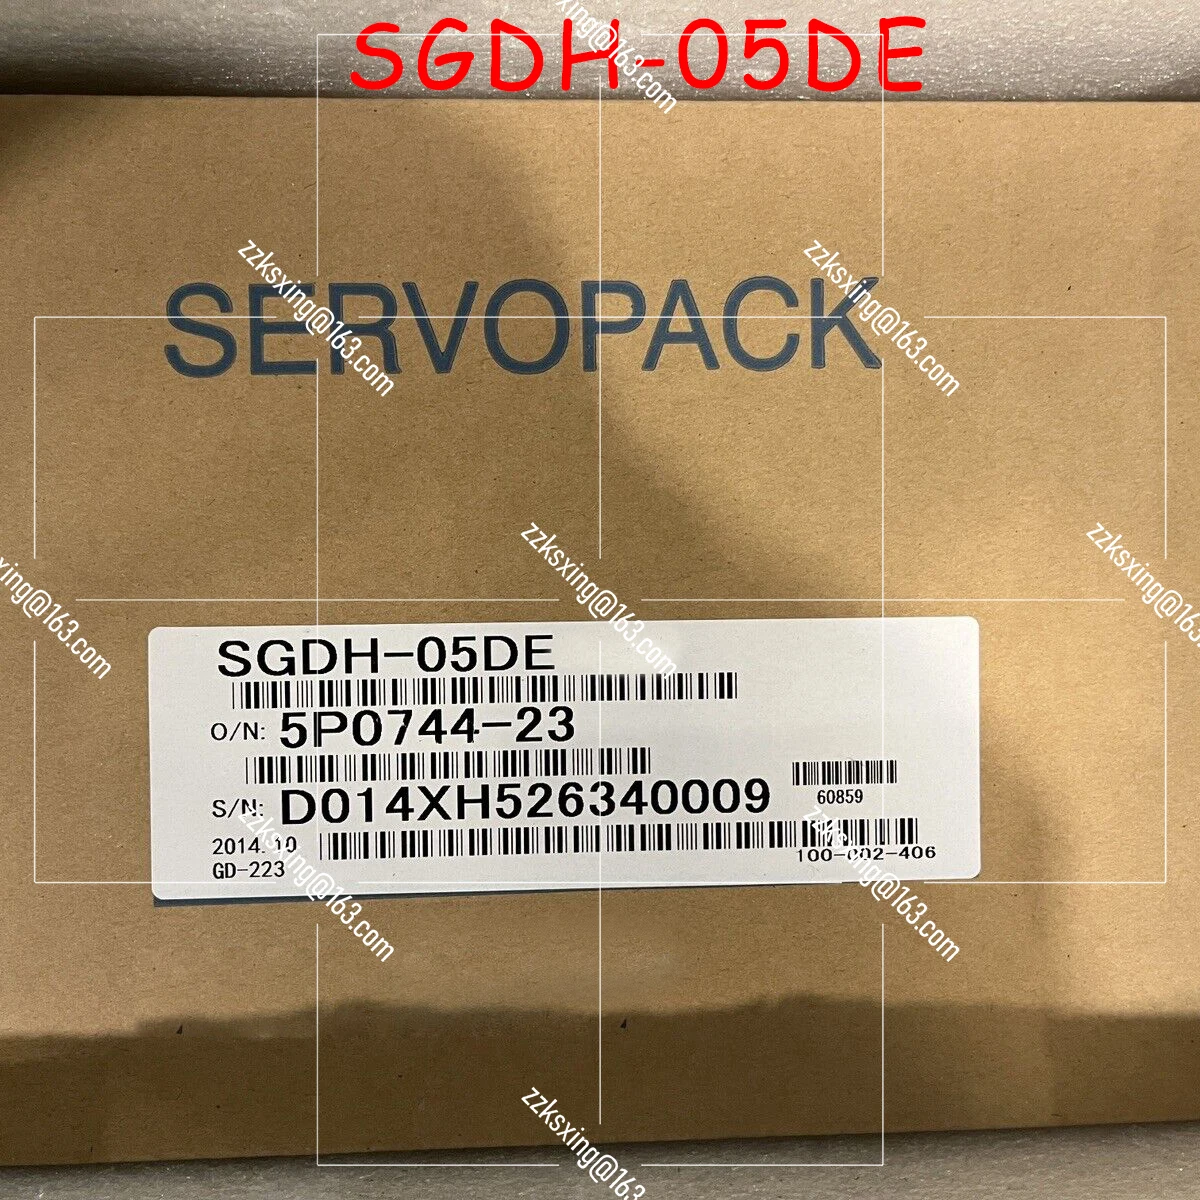 SGDH-05DE
zzksxing@163.com
SERVOPACK
SGDH-05DE
O/N: 5P0744-23
S/N: D014XH526340009
60859
2014.10
GD-223
100-002-406